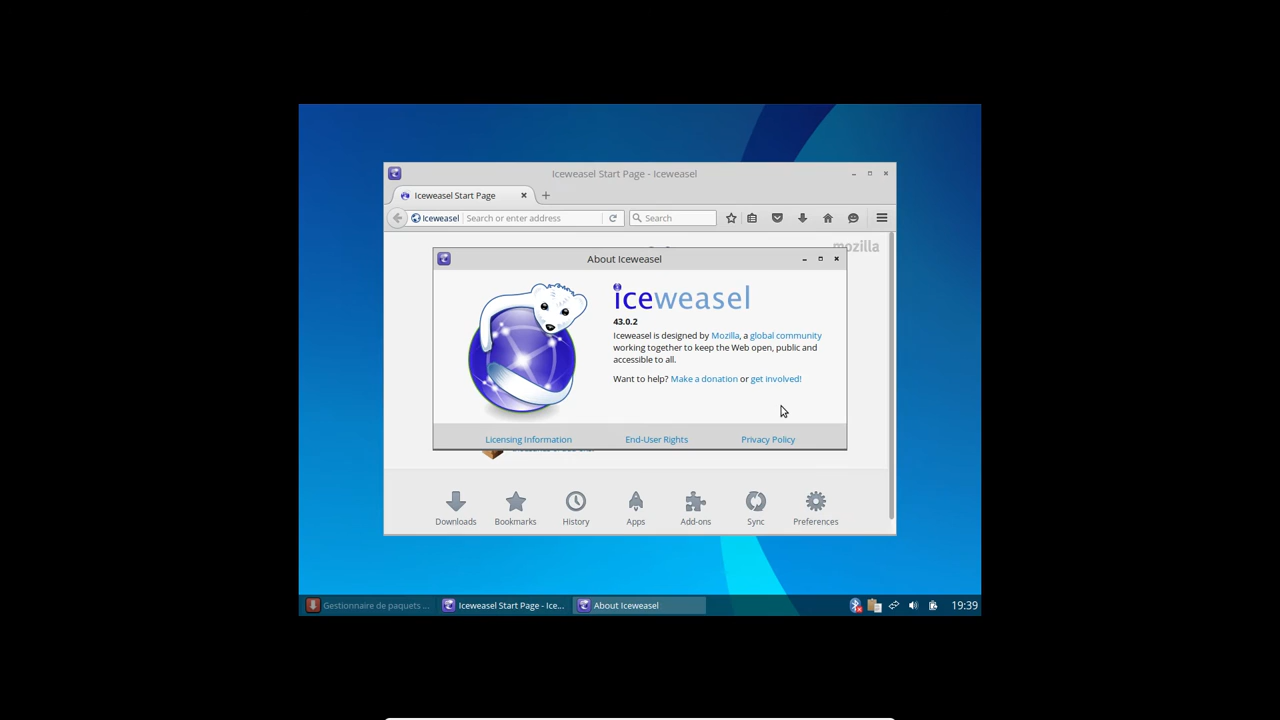 Iceweasel Start Page - Iceweasel
Iceweasel Start Page
Iceweasel Search or enter address Search
mozilla
About Iceweasel
iceweasel
43.0.2
Iceweasel is designed by Mozilla, a global community
working together to keep the Web open, public and
accessible to all.
Want to help? Make a donation or get involved!
Licensing Information End-User Rights Privacy Policy
Downloads Bookmarks History Apps Add-ons Sync Preferences
Gestionnaire de paquets ... Iceweasel Start Page - Ice... About Iceweasel 19:39